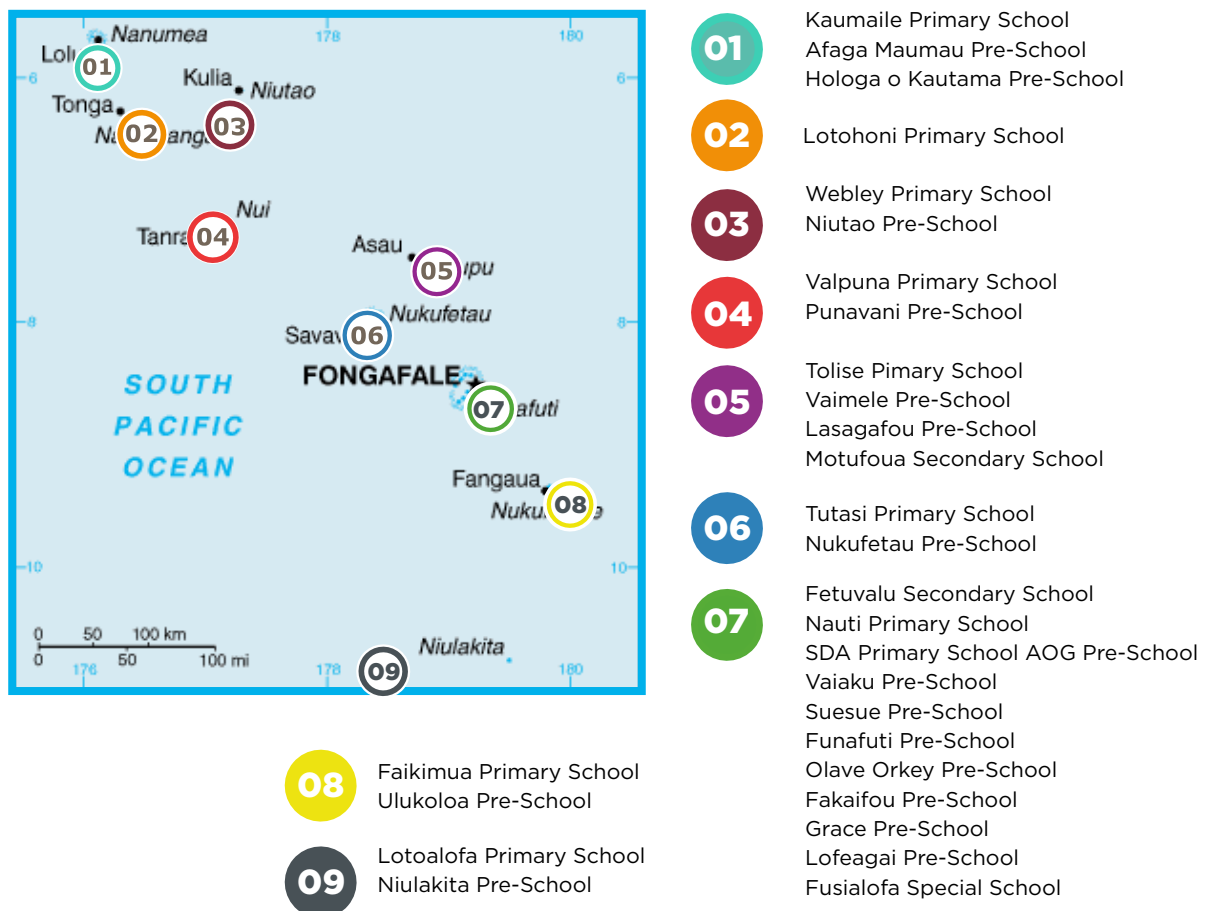 Nanumea
178
180
01
6
Kulia
Niutao
6
Tonga
02
03
Nui
04
Asau
05
Nukufetau
8
06
8
FONGAFALE
SOUTH
PACIFIC
OCEAN
07
Fangaua
08
10
10
0 50 100 km
0 50 100 mi
Niulakita
176
178
180
09
01
Kaumaile Primary School
Afaga Maumau Pre-School
Hologa o Kautama Pre-School
02
Lotohoni Primary School
03
Webley Primary School
Niutao Pre-School
04
Valpuna Primary School
Punavani Pre-School
05
Tolise Pimary School
Vaimele Pre-School
Lasagafou Pre-School
Motufoua Secondary School
06
Tutasi Primary School
Nukufetau Pre-School
07
Fetuvalu Secondary School
Nauti Primary School
SDA Primary School AOG Pre-School
Vaiaku Pre-School
Suesue Pre-School
Funafuti Pre-School
Olave Orkey Pre-School
Fakaifou Pre-School
Grace Pre-School
Lofeagai Pre-School
Fusialofa Special School
08
Faikimua Primary School
Ulukoloa Pre-School
09
Lotoalofa Primary School
Niulakita Pre-School